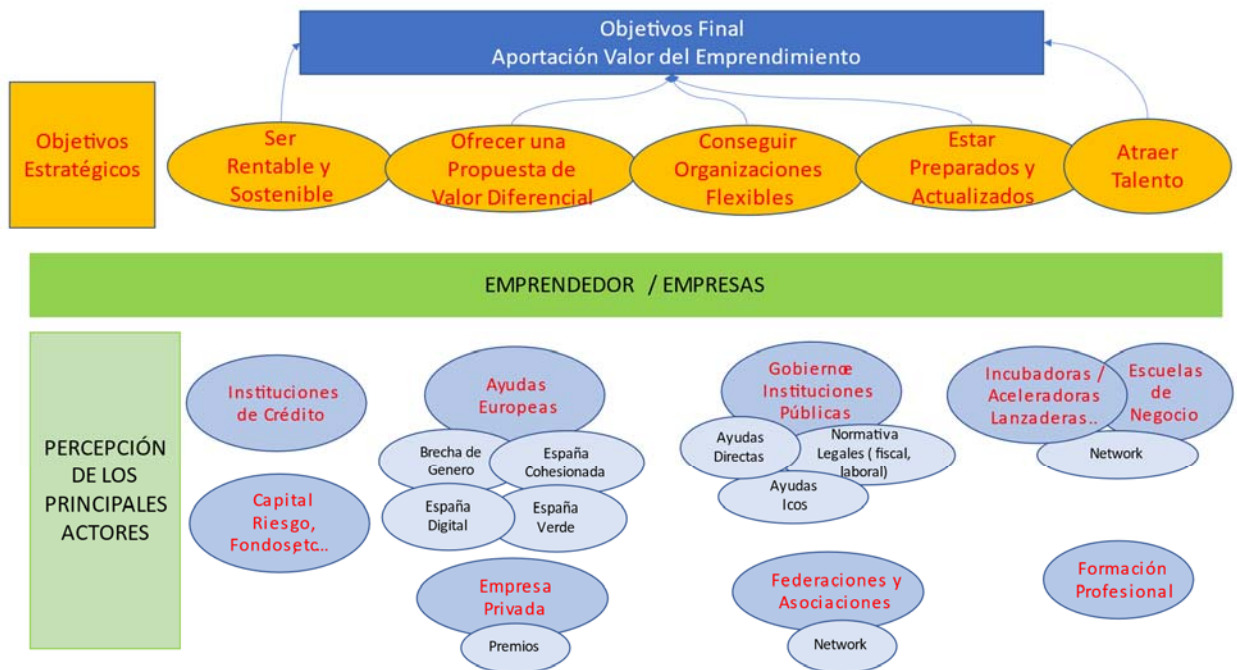 Objetivos Final
Aportación Valor del Emprendimiento
Objetivos
Estratégicos
Ser
Rentable y
Sostenible
Ofrecer una
Propuesta de
Valor Diferencial
Conseguir
Organizaciones
Flexibles
Estar
Preparados y
Actualizados
Atraer
Talento
EMPRENDEDOR / EMPRESAS
PERCEPCIÓN
DE LOS
PRINCIPALES
ACTORES
Instituciones
de Crédito
Capital
Riesgo,
Fondos,etc...
Ayudas
Europeas
Brecha de
Genero
España
Cohesionada
España
Digital
España
Verde
Empresa
Privada
Premios
Gobiernoe
Instituciones
Públicas
Ayudas
Directas
Normativa
Legales ( fiscal,
laboral)
Ayudas
Icos
Federaciones y
Asociaciones
Network
Incubadoras /
Aceleradoras
Lanzaderas..
Escuelas
de
Negocio
Network
Formación
Profesional